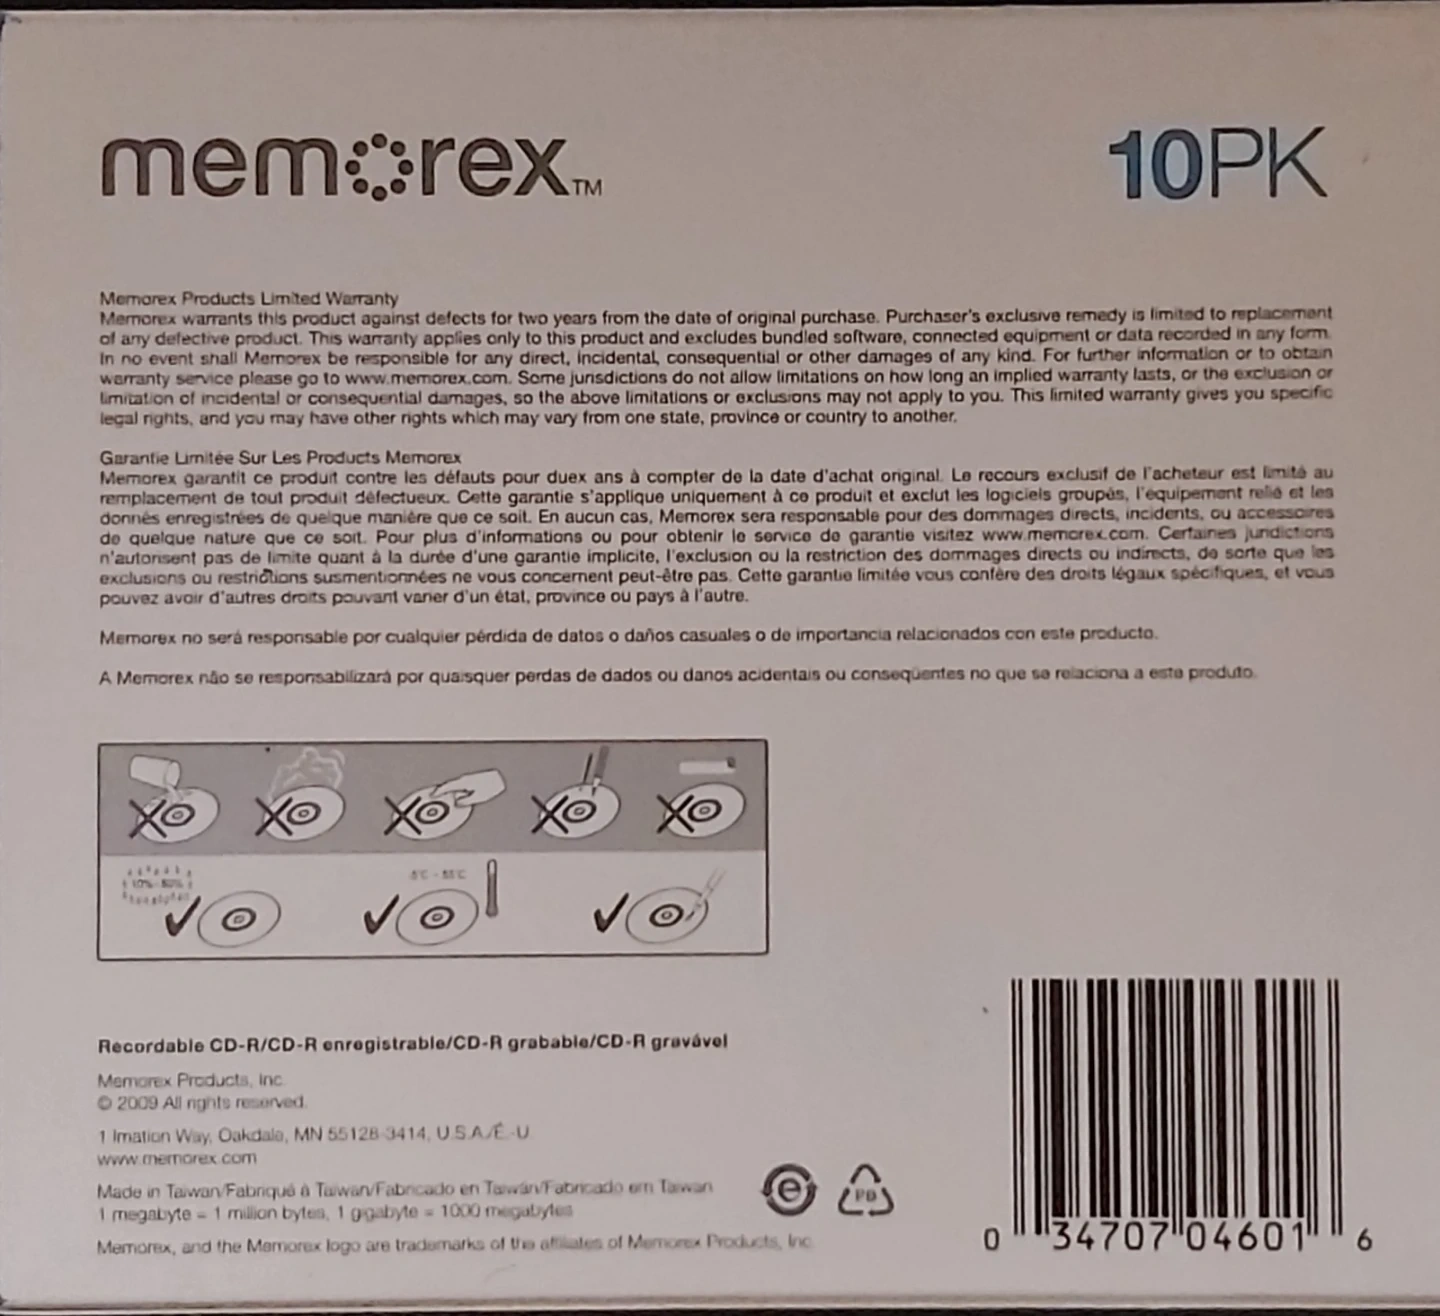 memorex™
10PK
Memorex Products Limited Warranty
Memorex warrants this product against defects for two years from the date of original purchase. Purchaser's exclusive remedy is limited to replacement
of any defective product. This warranty applies only to this product and excludes bundled software, connected equipment or data recorded in any form.
In no event shall Memorex be responsible for any direct, incidental, consequential or other damages of any kind. For further information or to obtain
warranty service please go to www.memorex.com. Some jurisdictions do not allow limitations on how long an implied warranty lasts, or the exclusion or
limitation of incidental or consequential damages, so the above limitations or exclusions may not apply to you. This limited warranty gives you specific
legal rights, and you may have other rights which may vary from one state, province or country to another.
Garantie Limitée Sur Les Products Memorex
Memorex garantit ce produit contre les défauts pour duex ans à compter de la date d'achat original. Le recours exclusif de l'acheteur est limité au
remplacement de tout produit défectueux. Cette garantie s'applique uniquement à ce produit et exclut les logiciels groupés, l'équipement relié et les
donnés enregistrées de quelque manière que ce soit. En aucun cas, Memorex sera responsable pour des dommages directs, incidents, ou accessoires
de quelque nature que ce soit. Pour plus d'informations ou pour obtenir le service de garantie visitez www.memorex.com. Certaines juridictions
n'autorisent pas de limite quant à la durée d'une garantie implicite, l'exclusion ou la restriction des dommages directs ou indirects, de sorte que les
exclusions ou restrictions susmentionnées ne vous concernent peut-être pas. Cette garantie limitée vous confère des droits légaux spécifiques, et vous
pouvez avoir d'autres droits pouvant varier d'un état, province ou pays à l'autre.
Memorex no será responsable por cualquier pérdida de datos o daños casuales o de importancia relacionados con este producto.
A Memorex não se responsabilizará por quaisquer perdas de dados ou danos acidentais ou conseqüentes no que se relaciona a este produto.
10% - 80%
Recordable CD-R/CD-R enregistrable/CD-R grabable/CD-R gravável
Memorex Products, Inc.
© 2009 All rights reserved.
1 Imation Way, Oakdale, MN 55128-3414, U.S.A./É.-U.
www.memorex.com
Made in Taiwan/Fabriqué à Taiwan/Fabricado en Taiwán/Fabricado em Taiwan
1 megabyte = 1 million bytes, 1 gigabyte = 1000 megabytes
Memorex, and the Memorex logo are trademarks of the affiliates of Memorex Products, Inc.
e
PB
0 34707 04601 6